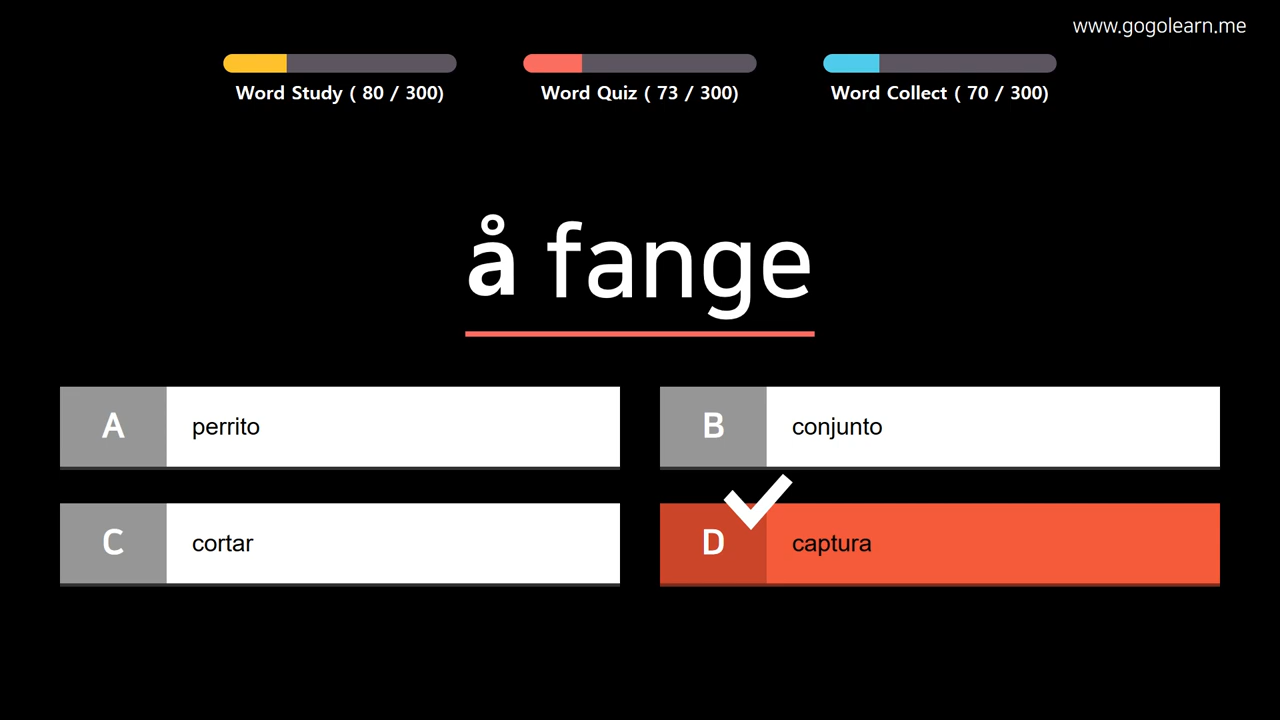 www.gogolearn.me
Word Study ( 80 / 300)
Word Quiz ( 73 / 300)
Word Collect ( 70 / 300)
å fange
A perrito
B conjunto
C cortar
D captura